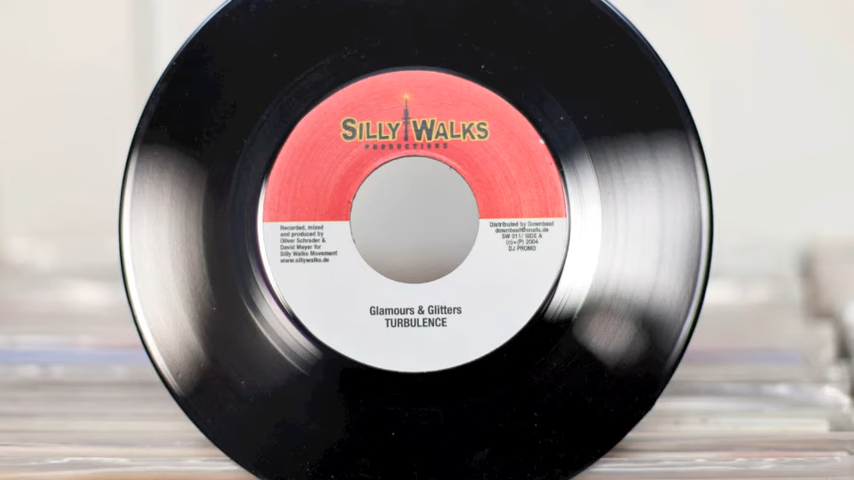 SILLY WALKS
PRODUCTIONS
Recorded, mixed
and produced by
Oliver Schrader &
David Meyer for
Silly Walks Movement
www.sillywalks.de
Distributed by Downbeat
SW 011/ SIDE A
(c)+(P) 2004
DJ PROMO
Glamours & Glitters
TURBULENCE